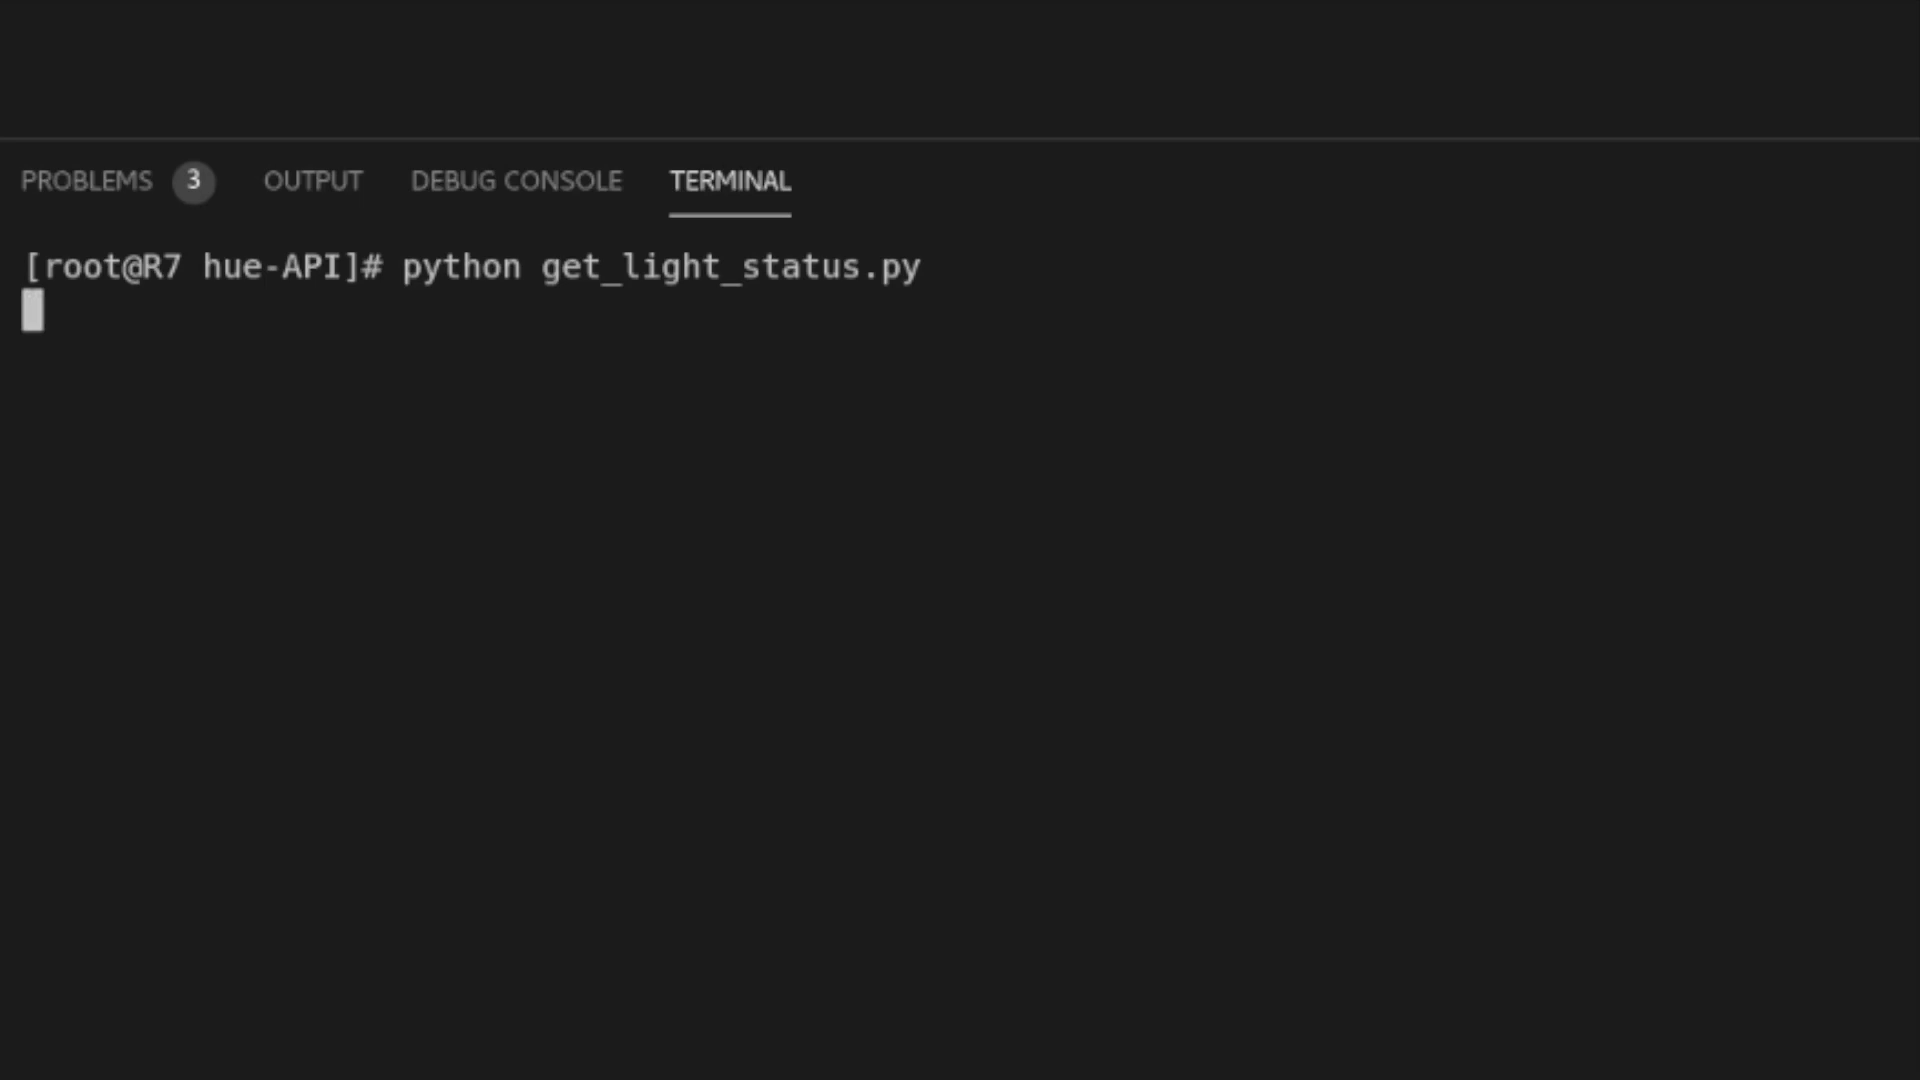 PROBLEMS 3 OUTPUT DEBUG CONSOLE TERMINAL
[root@R7 hue-API]# python get_light_status.py